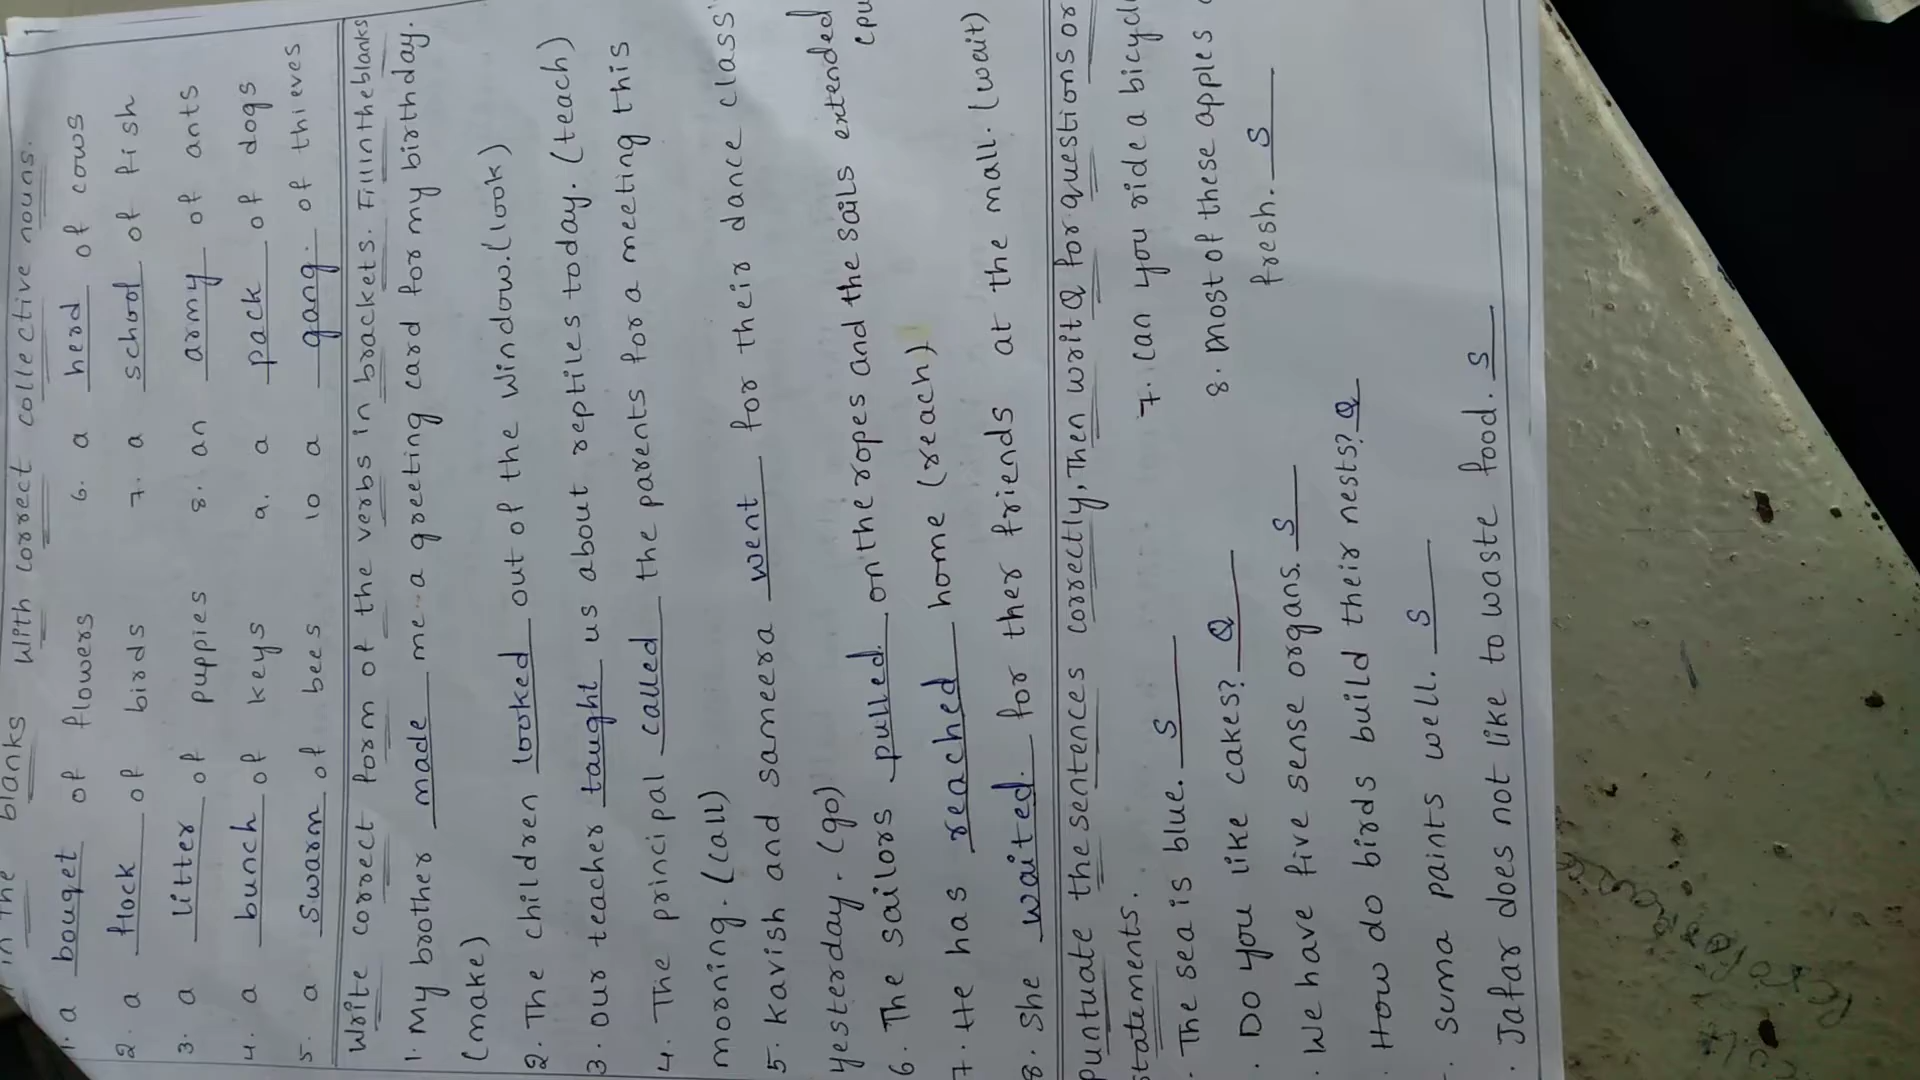 in the blanks with correct collective nouns.
1. a bouqet of flowers 6. a herd of cows
2. a flock of birds 7. a school of fish
3. a litter of puppies 8. an army of ants
4. a bunch of keys 9. a pack of dogs
5. a swarm of bees 10 a gang. of thieves
Write correct form of the verbs in brackets. Fill in the blanks
1. My brother made me a greeting card for my birthday.
(make)
2. The children looked out of the window. (look)
3. Our teacher taught us about reptiles today. (teach)
4. The principal called the parents for a meeting this
morning. (call)
5. Kavish and sameera went for their dance class
yesterday. (go)
6. The sailors pulled. on the ropes and the sails extended
7. He has reached home (reach)
8. She waited. for ther friends at the mall. (wait)
puntuate the sentences correctly, Then writ Q for questions or
statements.
. The sea is blue. S 7. Can you ride a
. Do you like cakes? Q 8. most of these apples
. We have five sense organs. S fresh. S
. How do birds build their nests? Q
. Suma paints well. S
. Jafar does not like to waste food. S